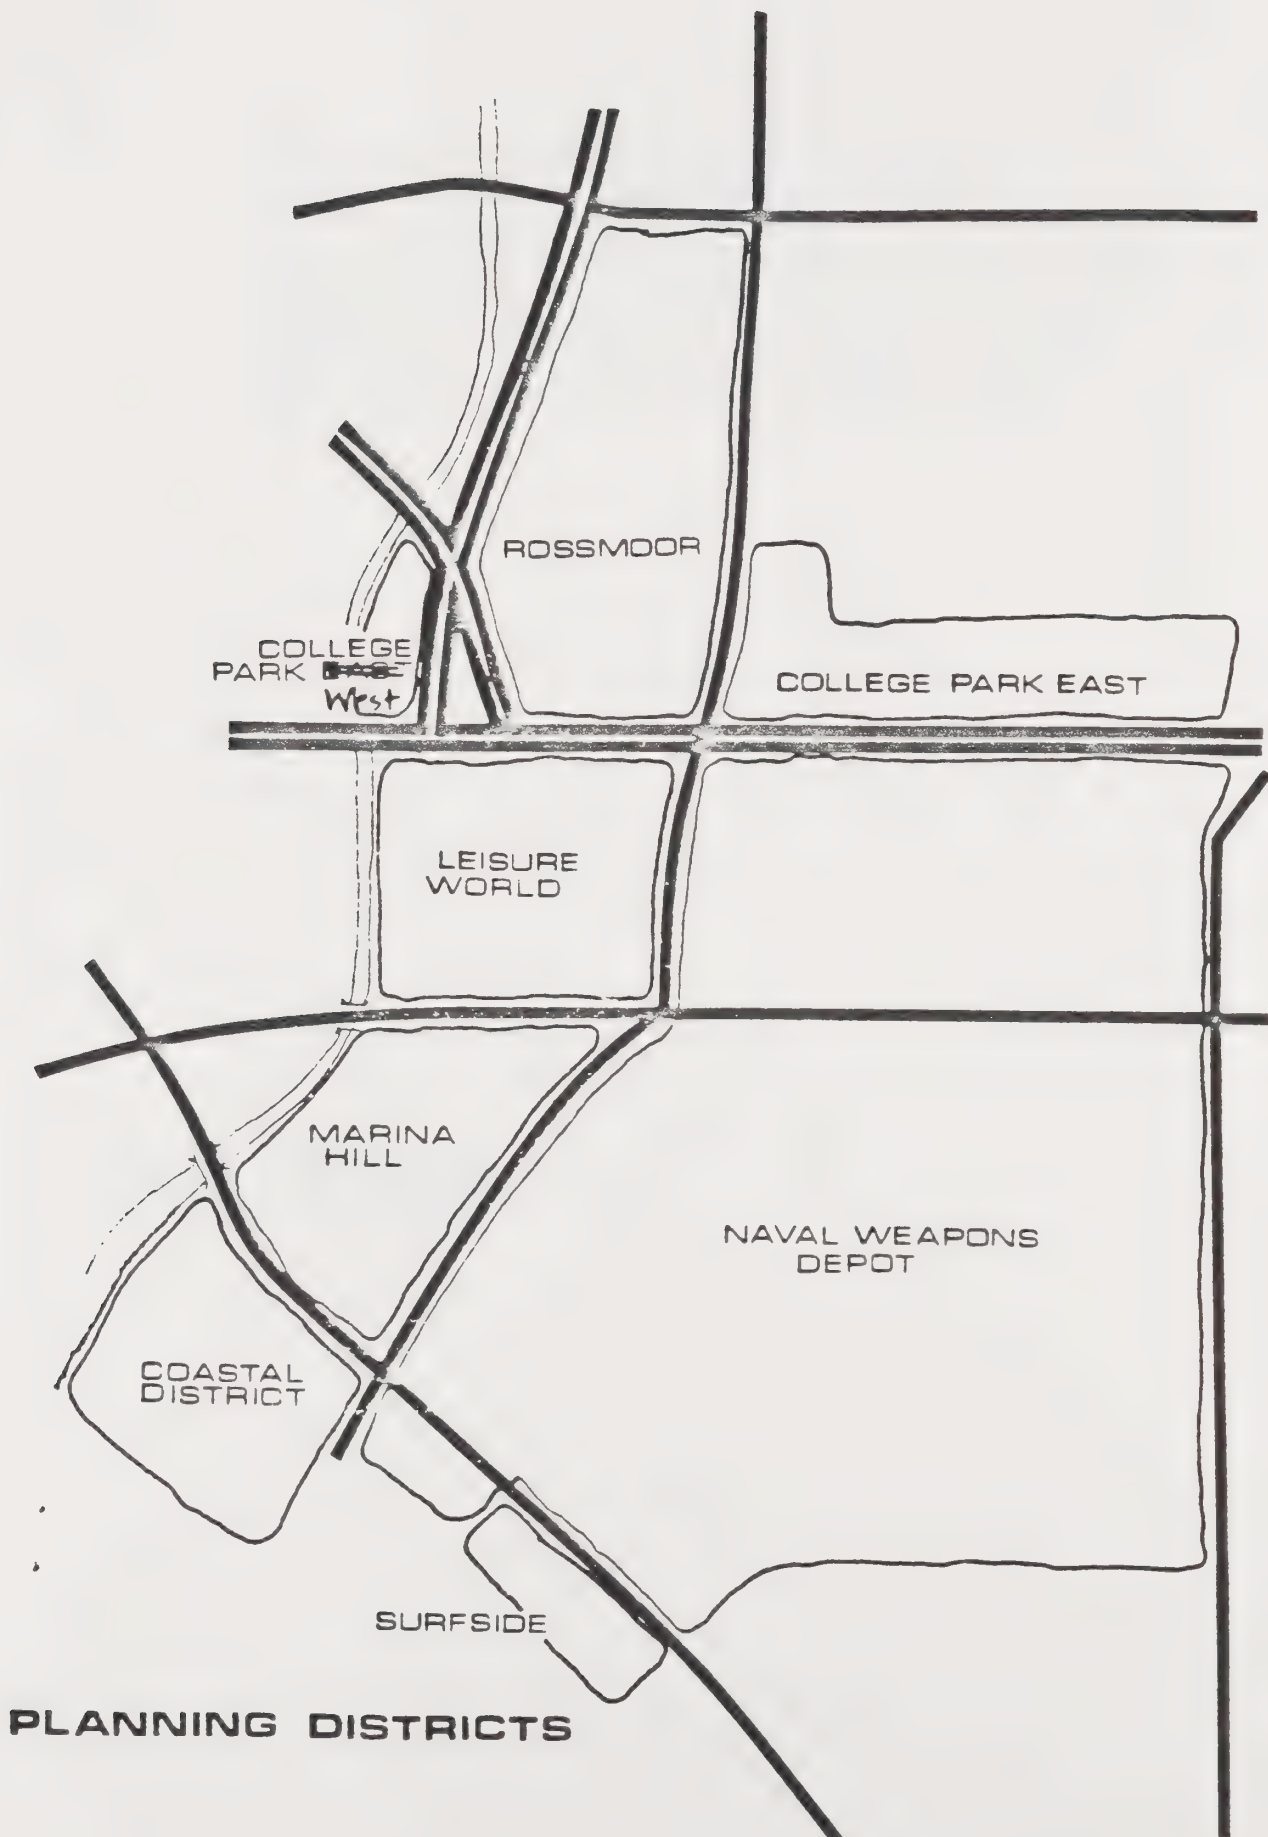 ROSSMOOR
COLLEGE
PARK EAST
West
COLLEGE PARK EAST
LEISURE
WORLD
MARINA
HILL
NAVAL WEAPONS
DEPOT
COASTAL
DISTRICT
SURFSIDE
PLANNING DISTRICTS